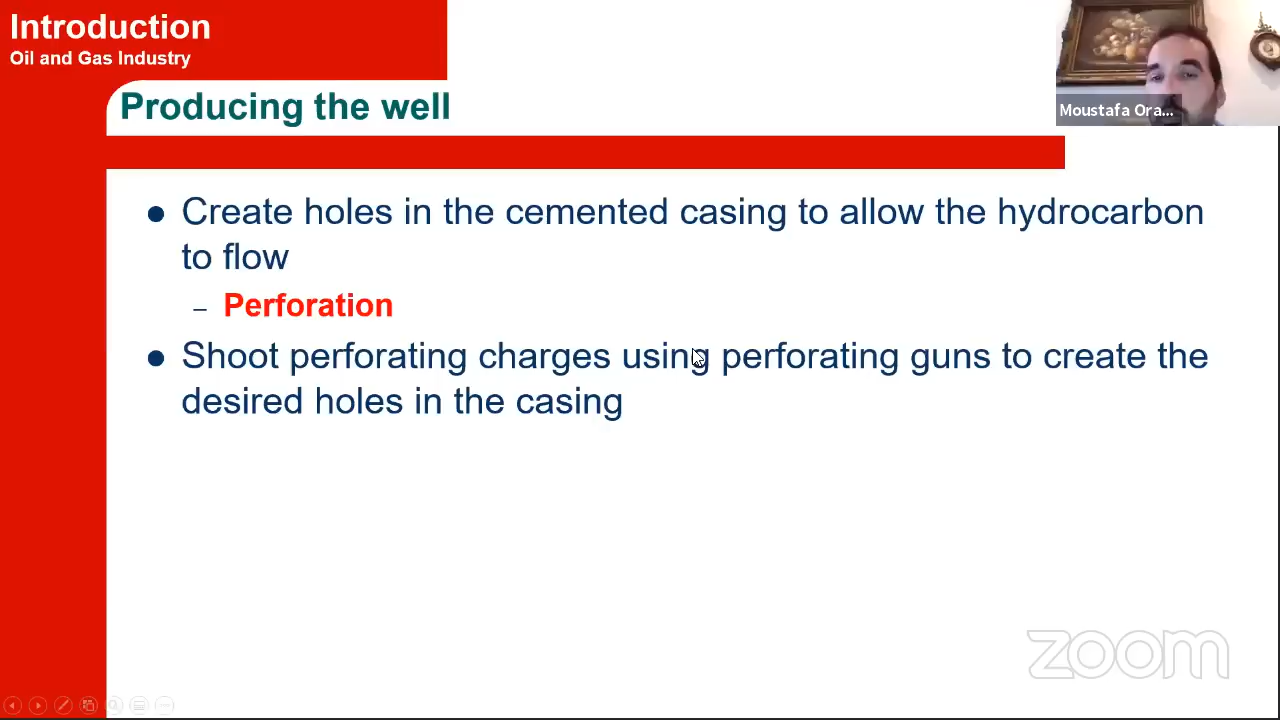 Introduction
Oil and Gas Industry
Producing the well
Moustafa Ora...
● Create holes in the cemented casing to allow the hydrocarbon
to flow
– Perforation
● Shoot perforating charges using perforating guns to create the
desired holes in the casing
zoom